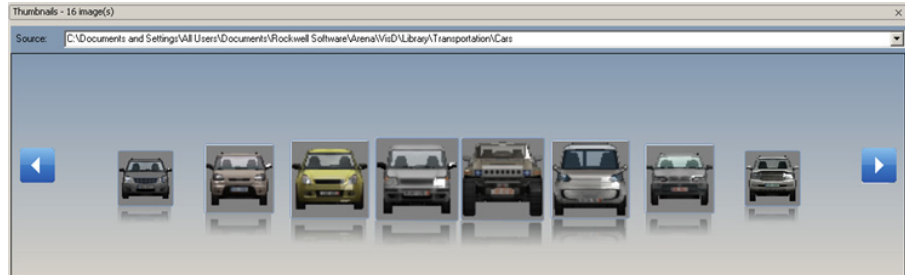 Thumbnails - 16 image(s)
Source: C:\Documents and Settings\All Users\Documents\Rockwell Software\Arena\VisD\Library\Transportation\Cars